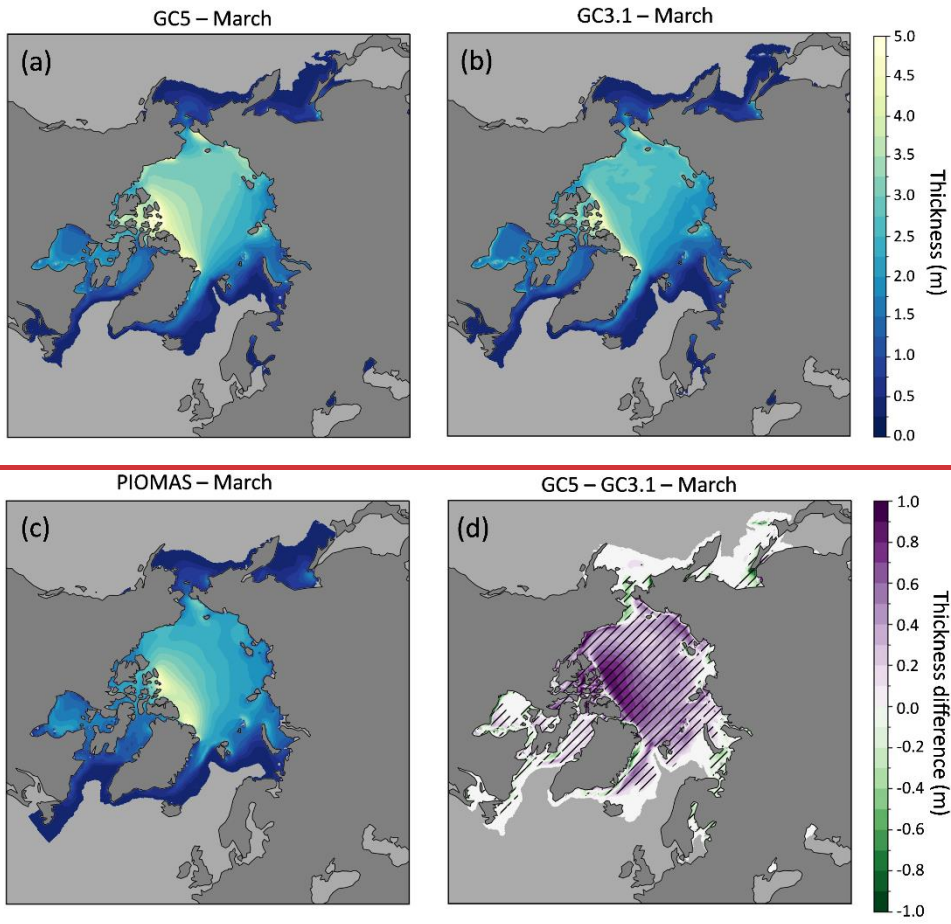 GC5 – March
GC3.1 – March
(a)
(b)
5.0
4.5
4.0
3.5
3.0
2.5
2.0
1.5
1.0
0.5
0.0
Thickness (m)
PIOMAS – March
GC5 – GC3.1 – March
(c)
(d)
1.0
0.8
0.6
0.4
0.2
0.0
-0.2
-0.4
-0.6
-0.8
-1.0
Thickness difference (m)